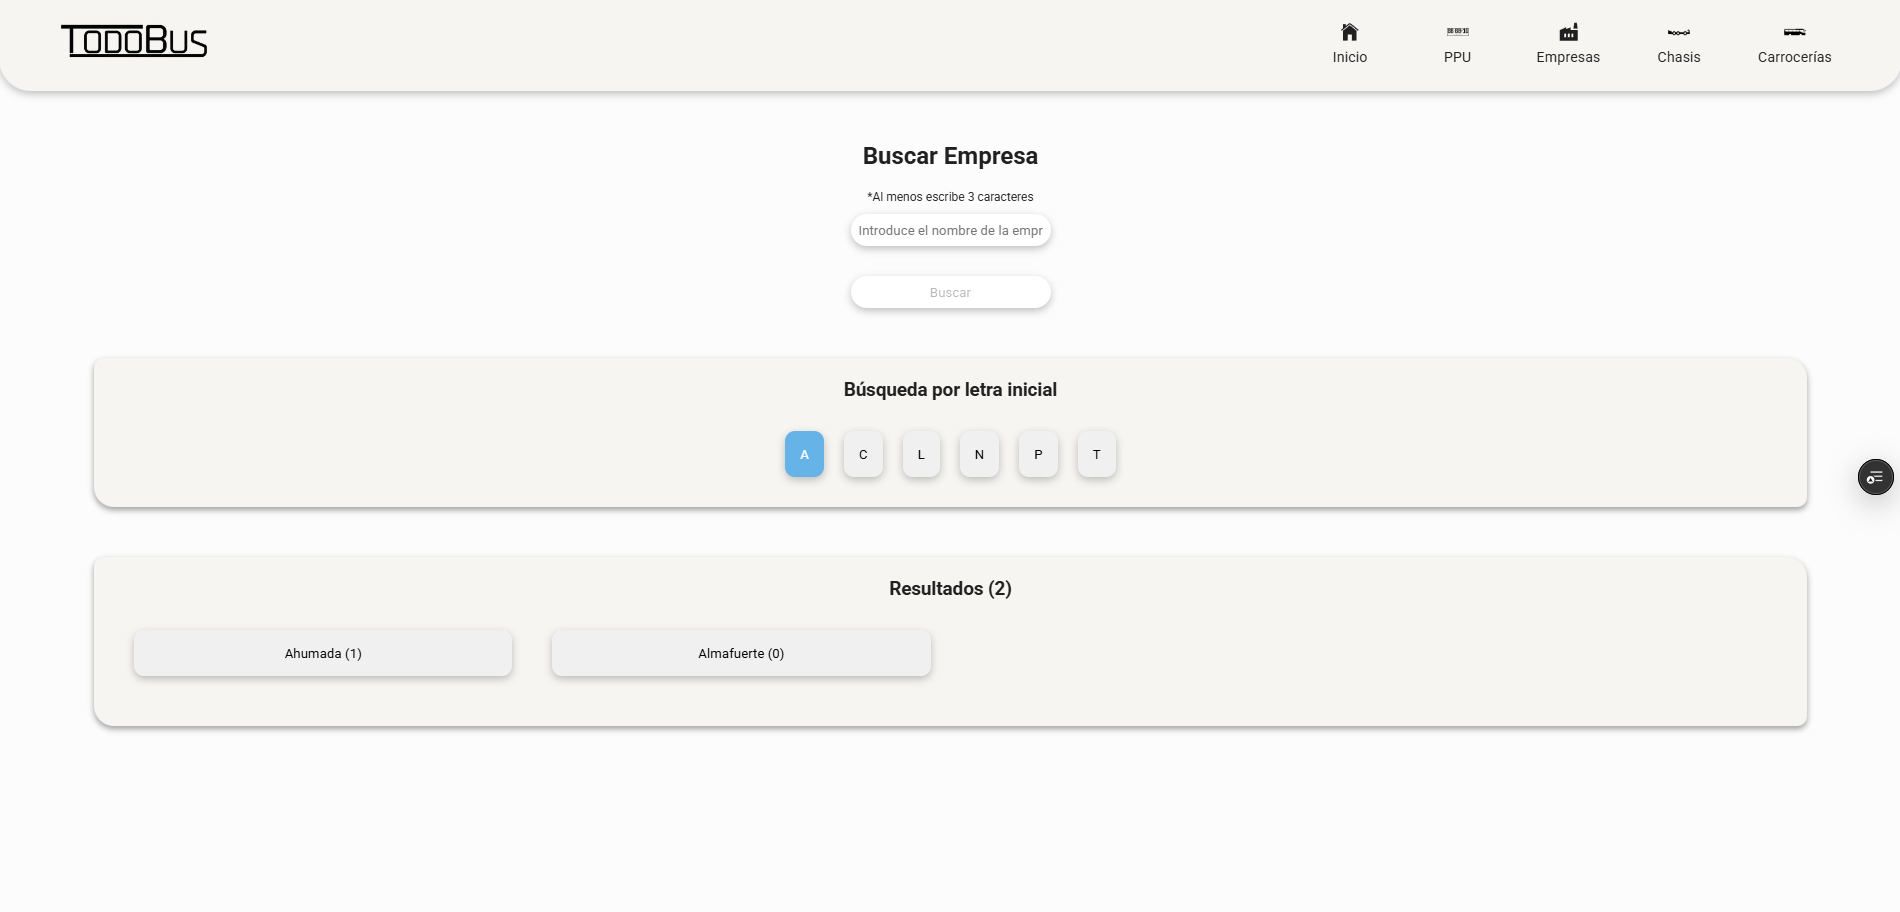 TODOBUS
Inicio
PPU
Empresas
Chasis
Carrocerías
Buscar Empresa
*Al menos escribe 3 caracteres
Introduce el nombre de la empr
Buscar
Búsqueda por letra inicial
A C L N P T
Resultados (2)
Ahumada (1)
Almafuerte (0)